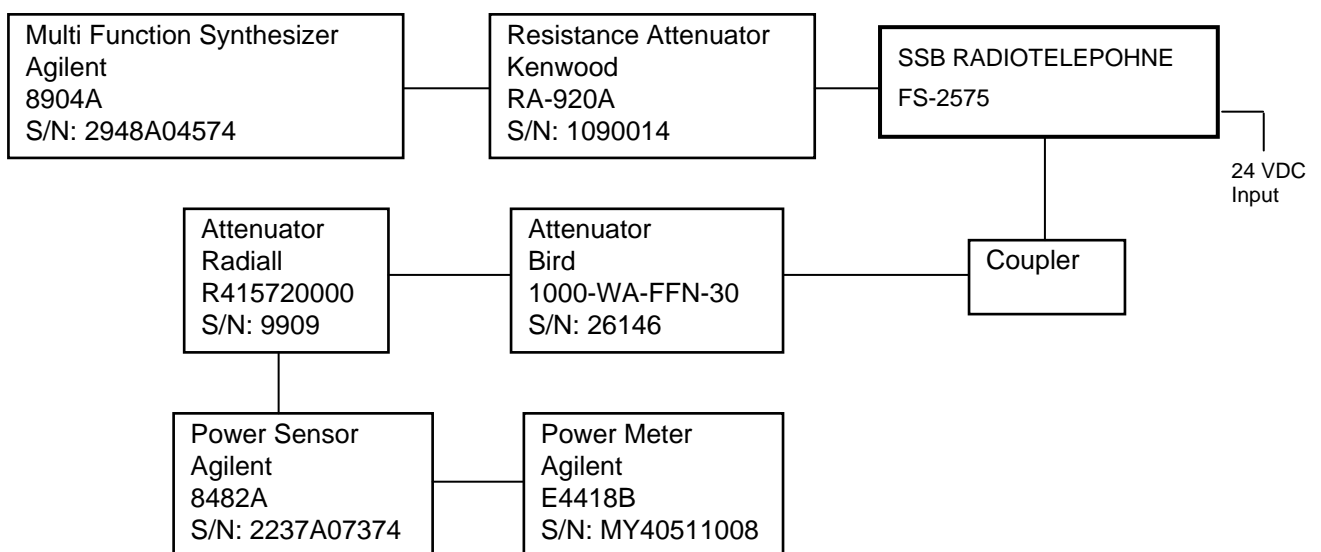 Multi Function Synthesizer
Agilent
8904A
S/N: 2948A04574
Resistance Attenuator
Kenwood
RA-920A
S/N: 1090014
SSB RADIOTELEPOHNE
FS-2575
24 VDC
Input
Attenuator
Radiall
R415720000
S/N: 9909
Attenuator
Bird
1000-WA-FFN-30
S/N: 26146
Coupler
Power Sensor
Agilent
8482A
S/N: 2237A07374
Power Meter
Agilent
E4418B
S/N: MY40511008